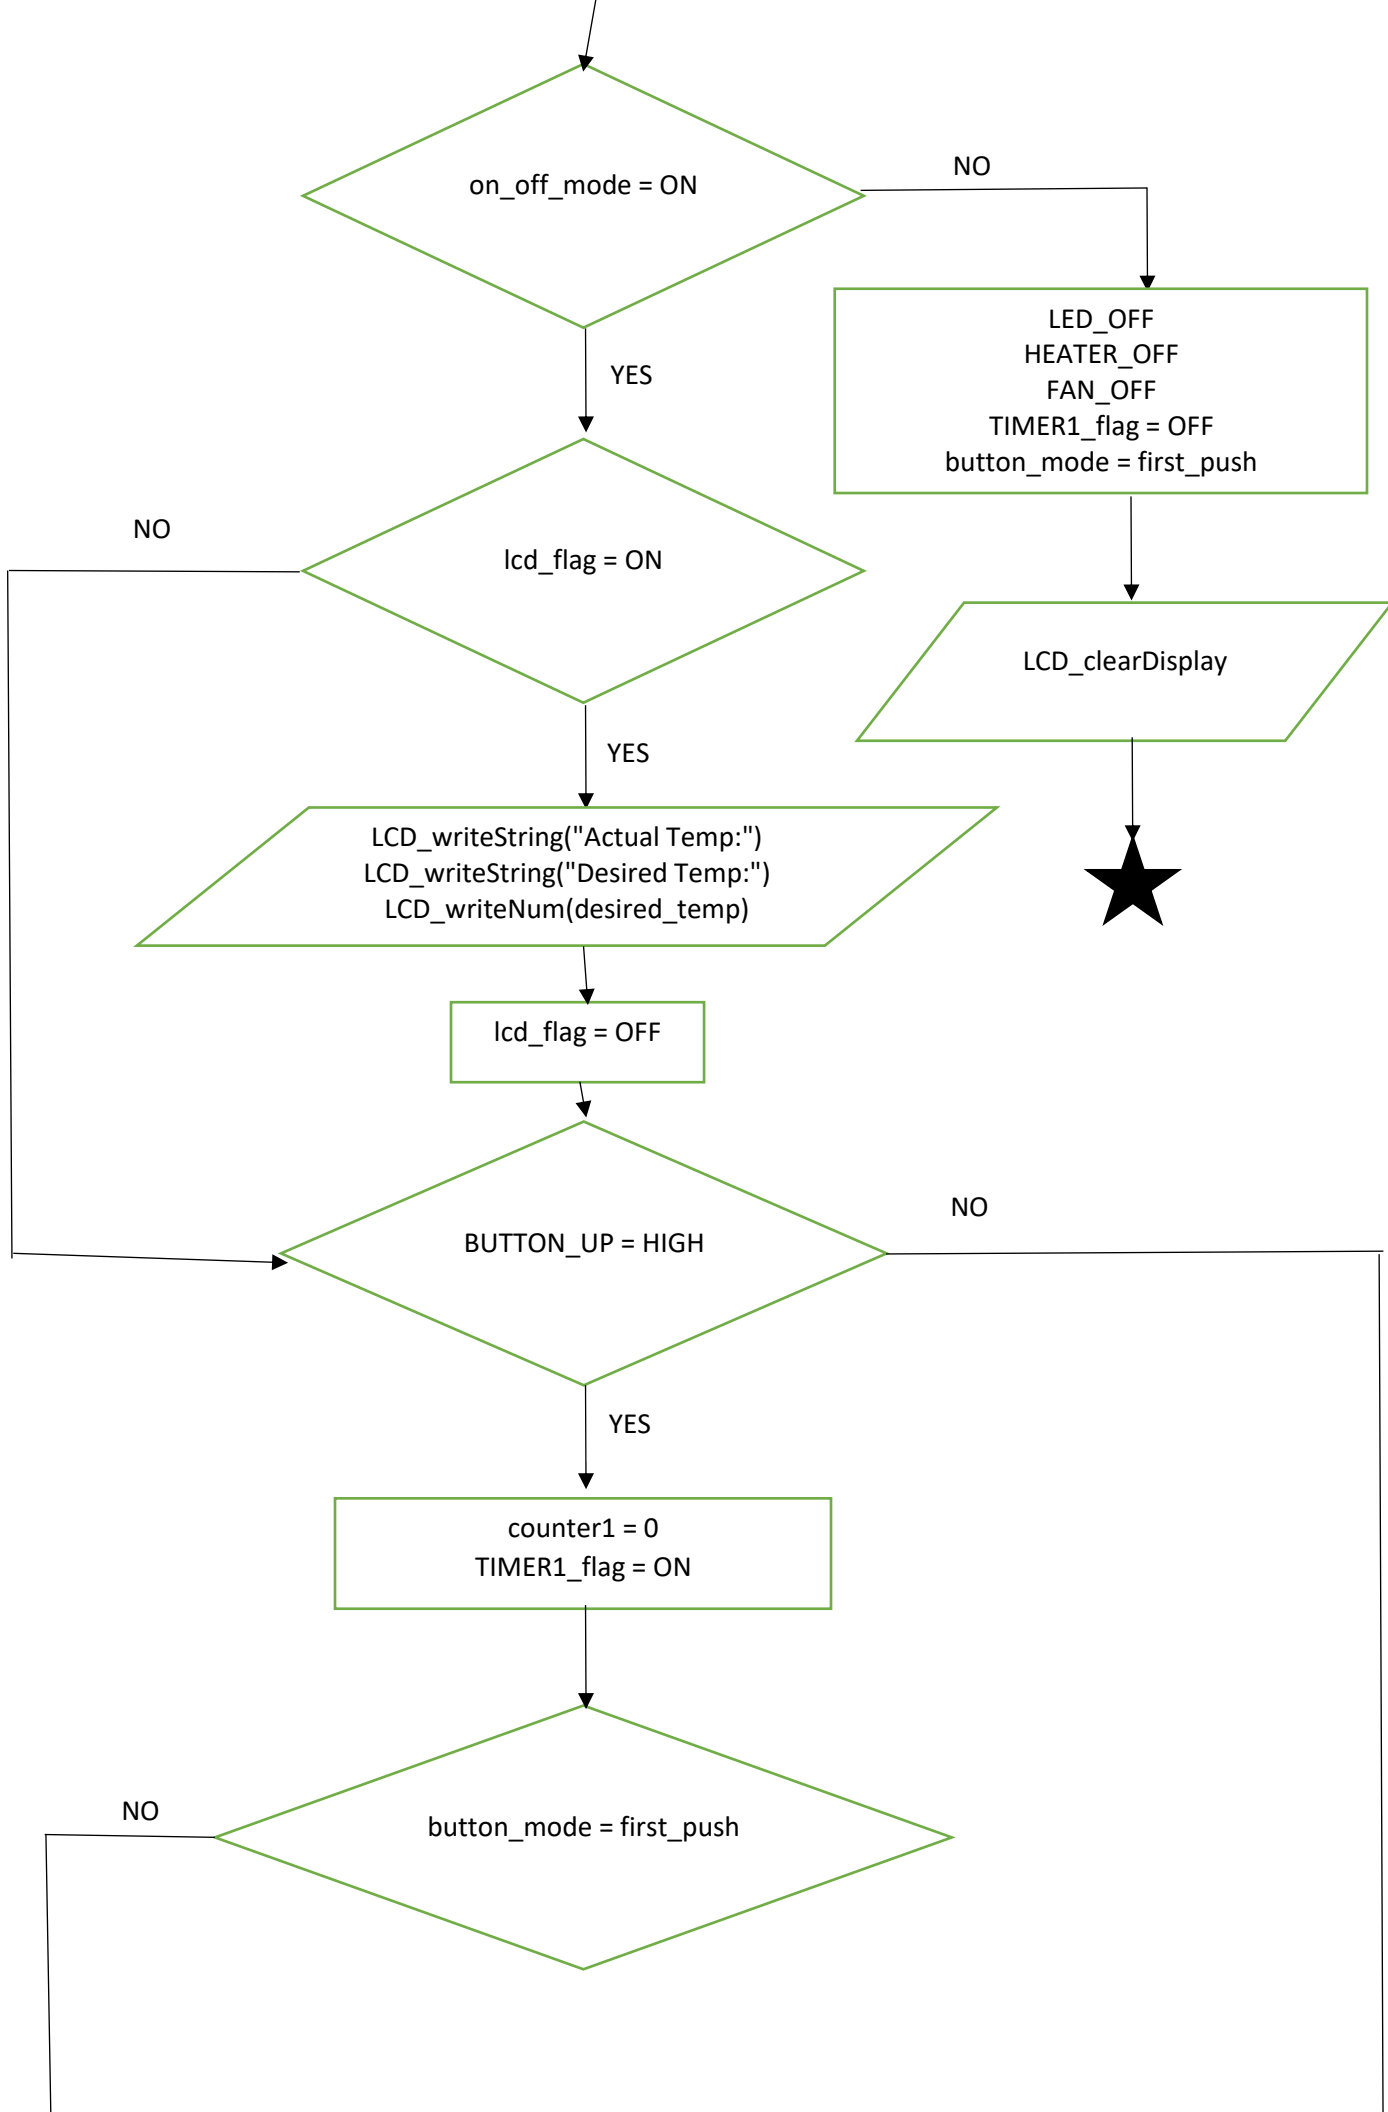 on_off_mode = ON
NO
LED_OFF
HEATER_OFF
FAN_OFF
TIMER1_flag = OFF
button_mode = first_push
YES
NO
lcd_flag = ON
LCD_clearDisplay
YES
LCD_writeString("Actual Temp:")
LCD_writeString("Desired Temp:")
LCD_writeNum(desired_temp)
lcd_flag = OFF
NO
BUTTON_UP = HIGH
YES
counter1 = 0
TIMER1_flag = ON
NO
button_mode = first_push